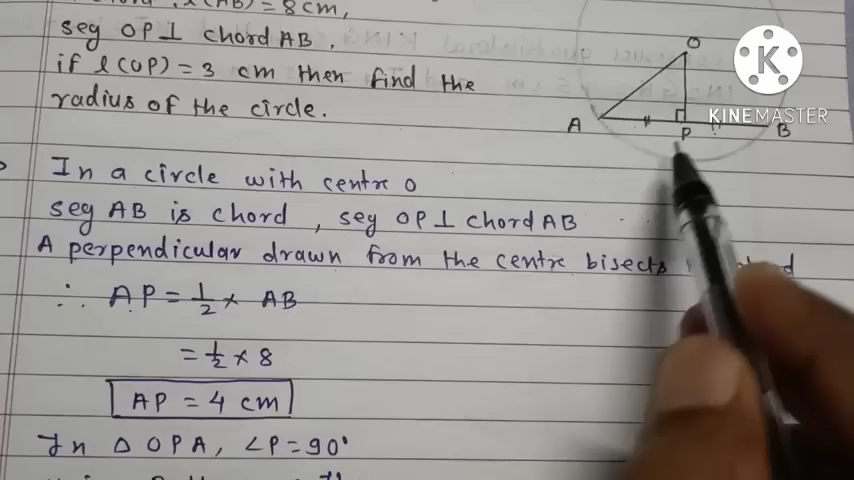 l(AB) = 8cm,
seg OP⊥ chord AB.
if l(OP) = 3 cm then find the
radius of the circle.
O
A
P
B
K
KINEMASTER
In a circle with centre O
seg AB is chord, seg OP⊥ chord AB
A perpendicular drawn from the centre bisects
∴ AP = 1/2 × AB
= 1/2 × 8
AP = 4 cm
In △ OPA, ∠P = 90°